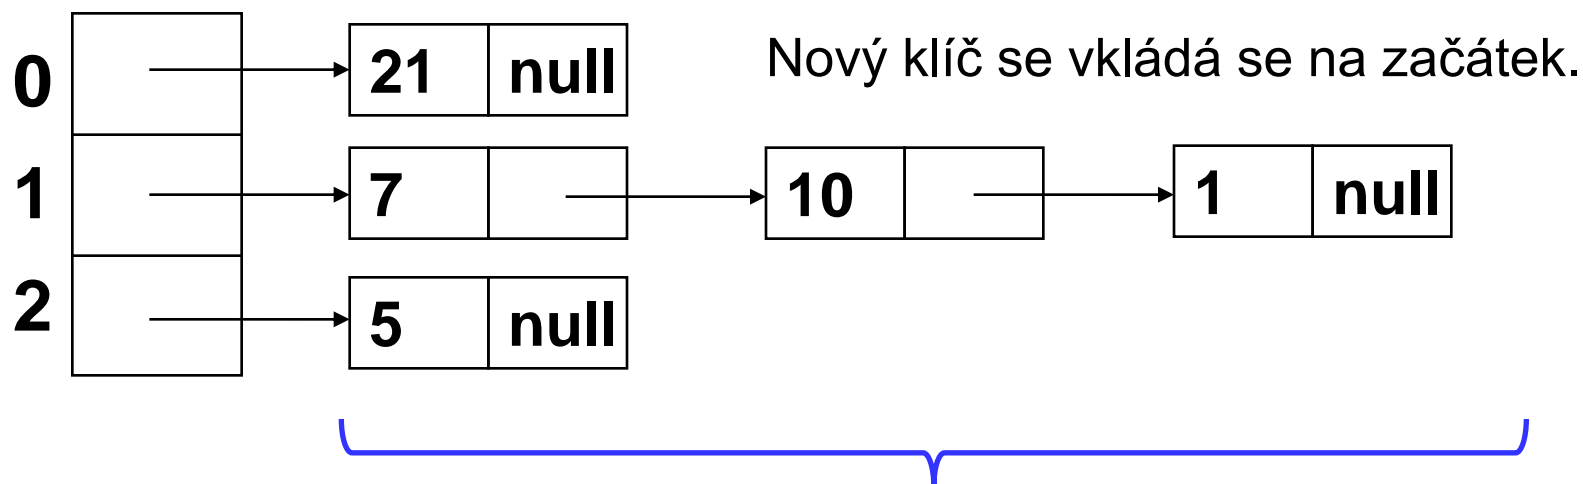 Nový klíč se vkládá se na začátek.
0 21 null
1 7 10 1 null
2 5 null